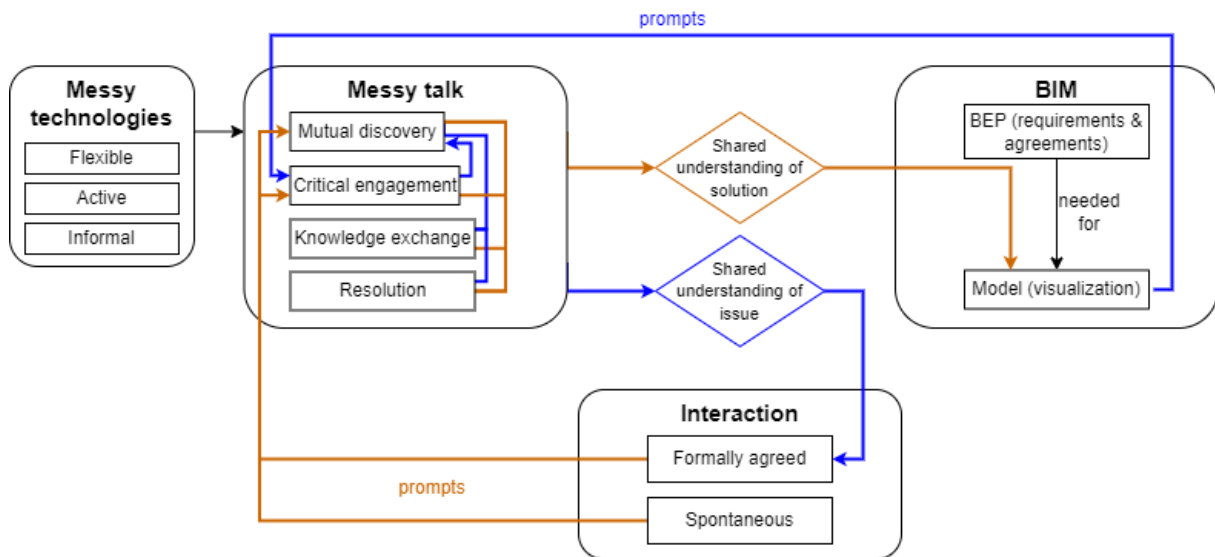 prompts
Messy
technologies
Flexible
Active
Informal
Messy talk
Mutual discovery
Critical engagement
Knowledge exchange
Resolution
Shared
understanding of
solution
Shared
understanding of
issue
BIM
BEP (requirements &
agreements)
needed
for
Model (visualization)
Interaction
Formally agreed
prompts
Spontaneous